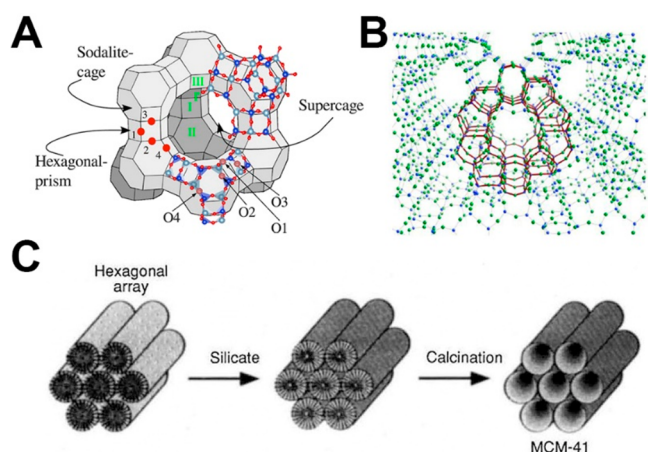 A
Sodalite-
cage
III
I
II
Supercage
3
1
2
4
Hexagonal-
prism
O4
O3
O2
O1
B
C
Hexagonal
array
Silicate
Calcination
MCM-41